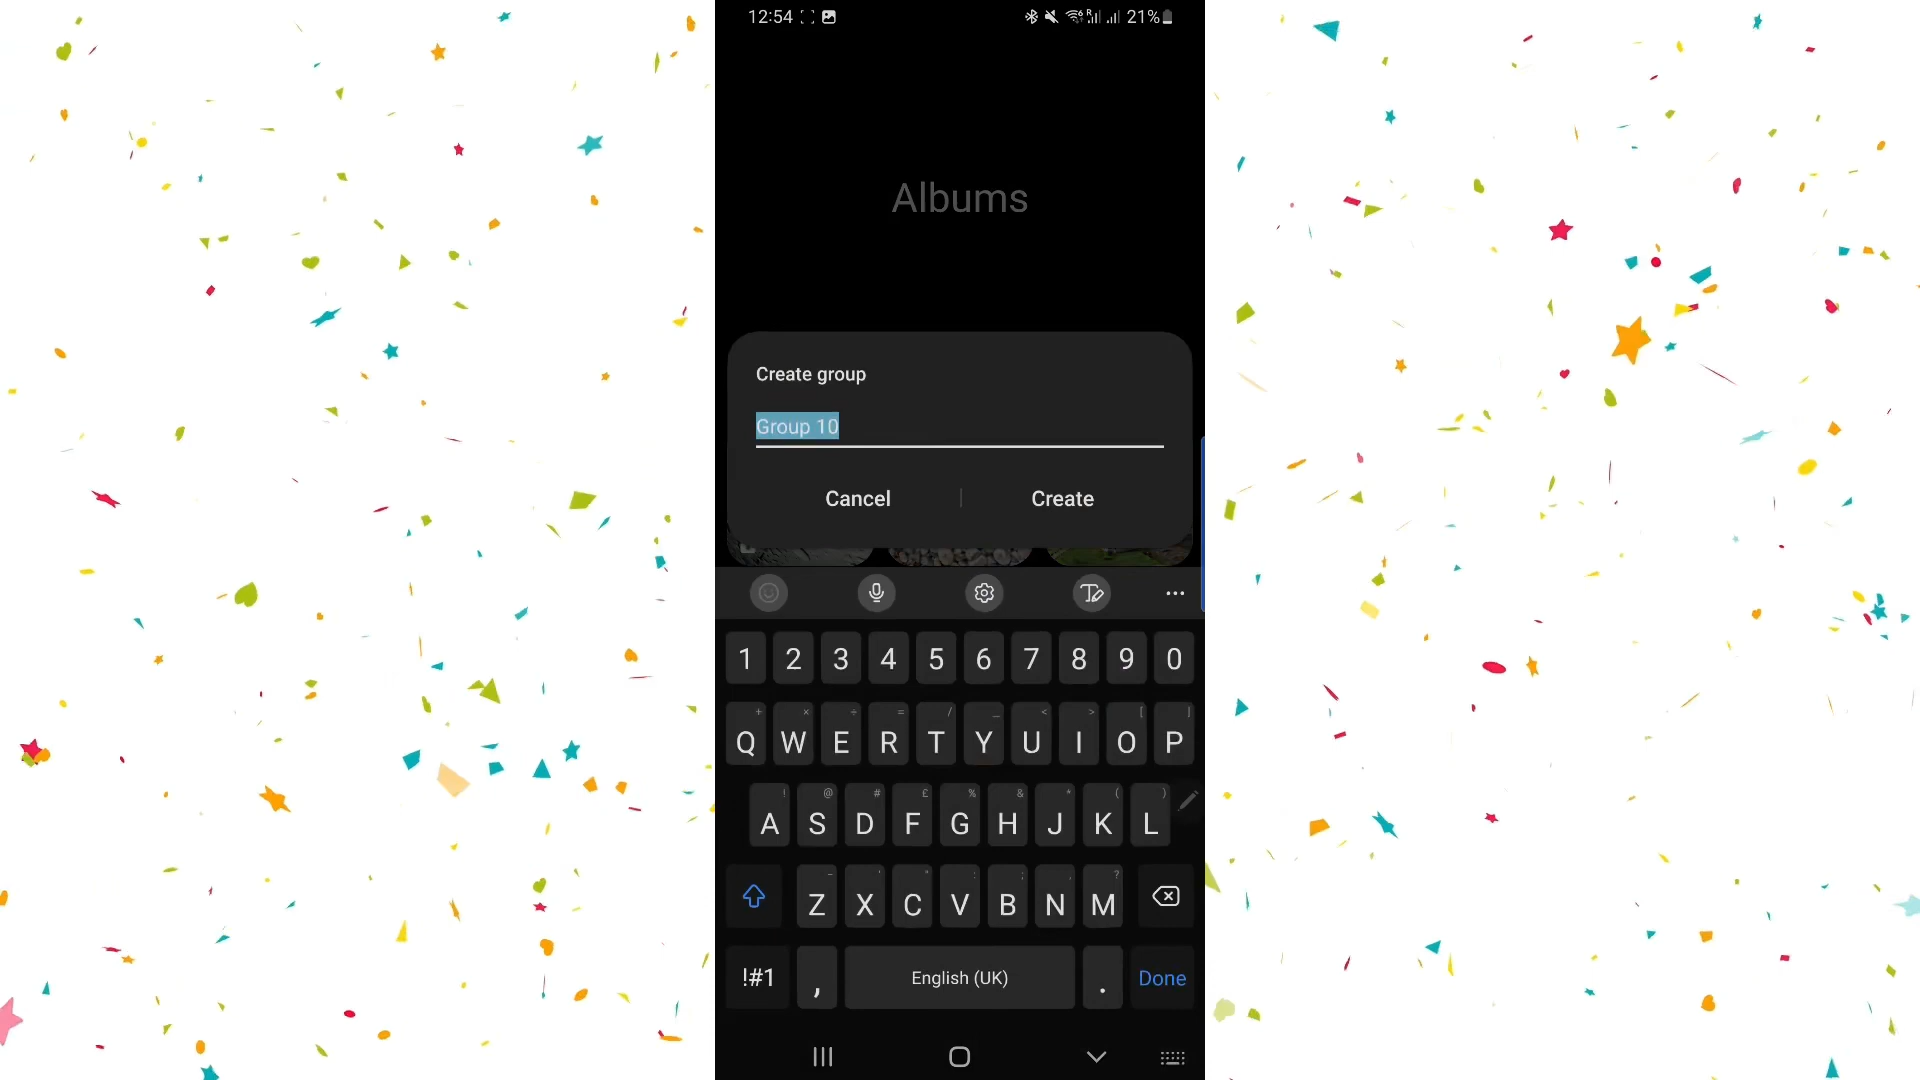 12:54 21%
Albums
Create group
Group 10
Cancel Create
1 2 3 4 5 6 7 8 9 0
+ × ÷ = / _ < > [ ]
Q W E R T Y U I O P
! @ # £ % & * ( )
A S D F G H J K L
- ' " : ; , ?
Z X C V B N M
!#1 , English (UK) . Done